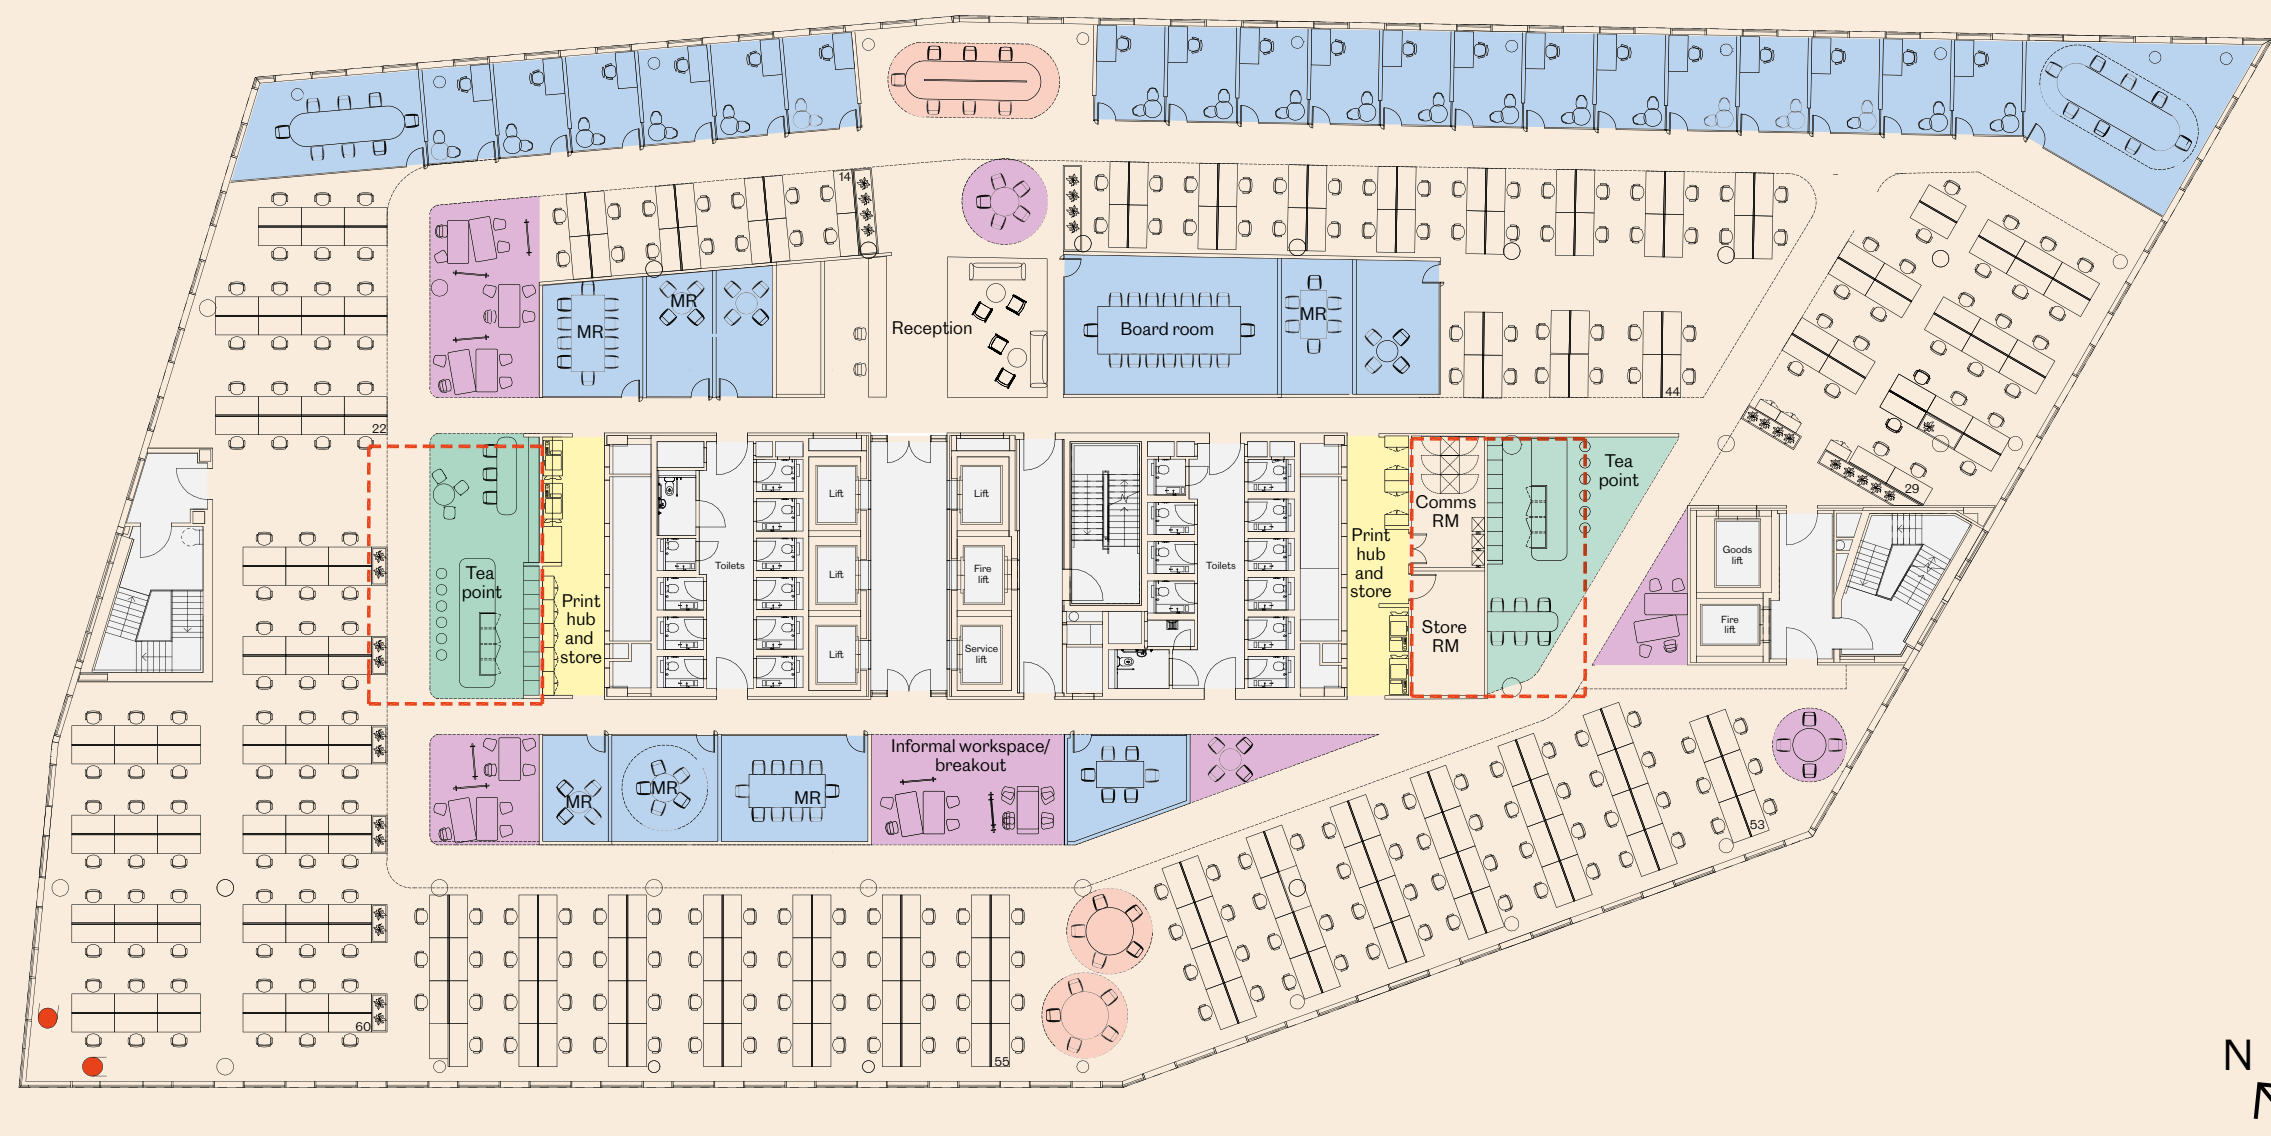 14
MR
MR
Reception
Board room
MR
44
22
29
Tea
point
Comms
RM
Lift
Lift
Print
hub
and
store
Goods
lift
Toilets
Lift
Fire
lift
Toilets
Tea
point
Print
hub
and
store
Store
RM
Fire
lift
Lift
Service
lift
Informal workspace/
breakout
MR
MR
MR
53
60
55
N